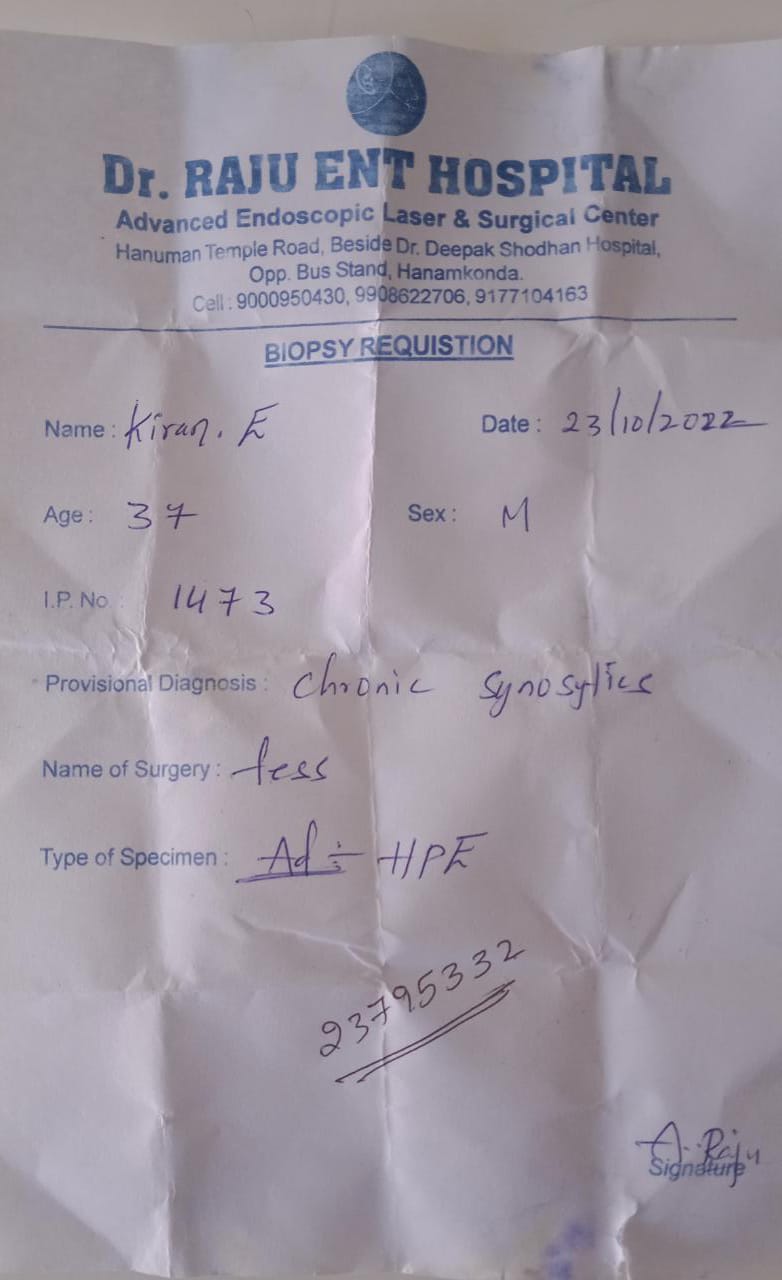 Dr. RAJU ENT HOSPITAL
Advanced Endoscopic Laser & Surgical Center
Hanuman Temple Road, Beside Dr. Deepak Shodhan Hospital,
Opp. Bus Stand, Hanamkonda.
Cell : 9000950430, 9908622706, 9177104163
BIOPSY REQUISTION
Name : Kiran. E Date : 23/10/2022
Age : 37 Sex : M
I.P. No. : 1473
Provisional Diagnosis : Chronic Synosytics
Name of Surgery : fess
Type of Specimen : Ad:- HPE
23795332
A. Raju
Signature